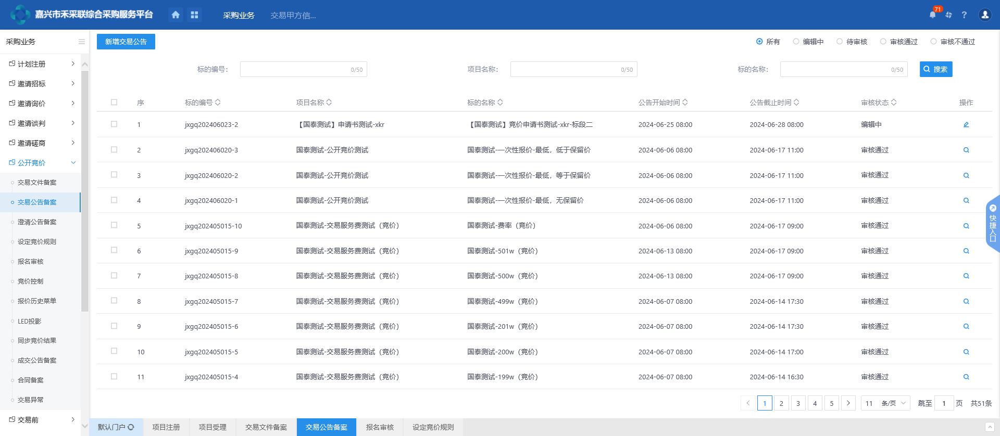 嘉兴市禾采联综合采购服务平台
采购业务
交易甲方信...
71
采购业务
新增交易公告
所有
编辑中
待审核
审核通过
审核不通过
标的编号：
0/50
项目名称：
0/50
标的名称：
0/50
搜索
计划注册
邀请招标
邀请询价
邀请谈判
邀请磋商
公开竞价
交易文件备案
交易公告备案
澄清公告备案
设定竞价规则
报名审核
竞价控制
报价历史菜单
LED投影
同步竞价结果
成交公告备案
合同备案
交易异常
交易前
序 标的编号 项目名称 标的名称 公告开始时间 公告截止时间 审核状态 操作
1 jxgq202406023-2 【国泰测试】申请书测试-xkr 【国泰测试】竞价申请书测试-xkr-标段二 2024-06-25 08:00 2024-06-28 08:00 编辑中
2 jxgq202406020-3 国泰测试-公开竞价测试 国泰测试-一次性报价-最低，低于保留价 2024-06-06 08:00 2024-06-17 11:00 审核通过
3 jxgq202406020-2 国泰测试-公开竞价测试 国泰测试-一次性报价-最低，等于保留价 2024-06-06 08:00 2024-06-17 11:00 审核通过
4 jxgq202406020-1 国泰测试-公开竞价测试 国泰测试-一次性报价-最低，无保留价 2024-06-06 08:00 2024-06-17 11:00 审核通过
5 jxgq202405015-10 国泰测试-交易服务费测试（竞价） 国泰测试-费率（竞价） 2024-06-06 08:00 2024-06-17 09:00 审核通过
6 jxgq202405015-9 国泰测试-交易服务费测试（竞价） 国泰测试-501w（竞价） 2024-06-13 08:00 2024-06-17 09:00 审核通过
7 jxgq202405015-8 国泰测试-交易服务费测试（竞价） 国泰测试-500w（竞价） 2024-06-13 08:00 2024-06-17 09:00 审核通过
8 jxgq202405015-7 国泰测试-交易服务费测试（竞价） 国泰测试-499w（竞价） 2024-06-07 08:00 2024-06-14 17:30 审核通过
9 jxgq202405015-6 国泰测试-交易服务费测试（竞价） 国泰测试-201w（竞价） 2024-06-07 08:00 2024-06-14 17:30 审核通过
10 jxgq202405015-5 国泰测试-交易服务费测试（竞价） 国泰测试-200w（竞价） 2024-06-07 08:00 2024-06-14 17:00 审核通过
11 jxgq202405015-4 国泰测试-交易服务费测试（竞价） 国泰测试-199w（竞价） 2024-06-07 08:00 2024-06-14 16:30 审核通过
快捷入口
1 2 3 4 5 11 条/页 跳至 1 页 共51条
默认门户 项目注册 项目受理 交易文件备案 交易公告备案 报名审核 设定竞价规则